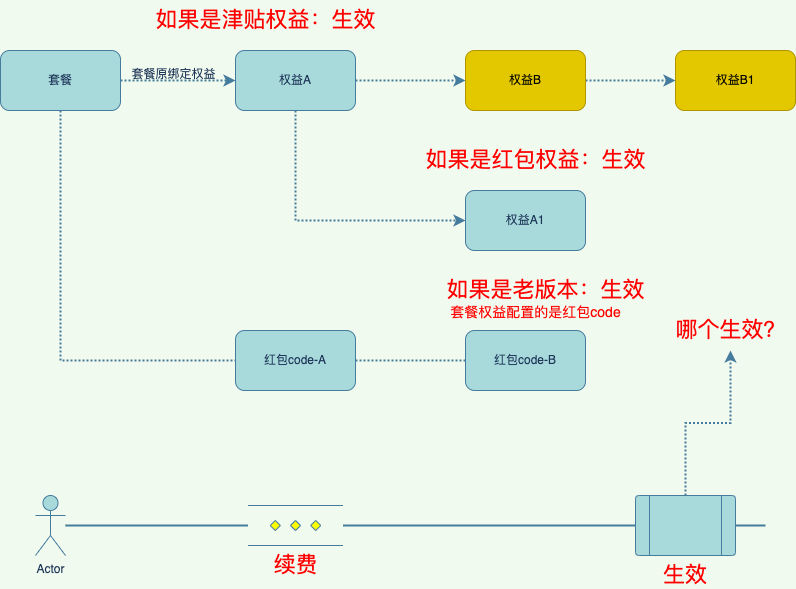 如果是津贴权益：生效
套餐
套餐原绑定权益
权益A
权益B
权益B1
如果是红包权益：生效
权益A1
如果是老版本：生效
套餐权益配置的是红包code
哪个生效?
红包code-A
红包code-B
Actor
续费
生效